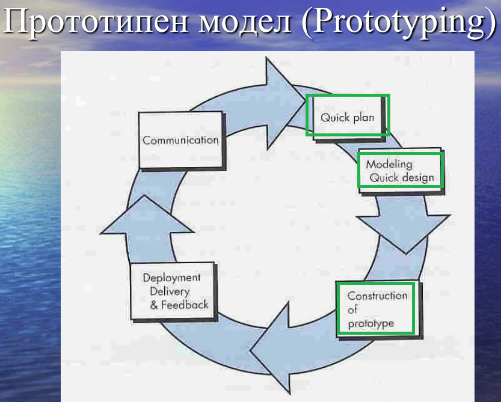 Прототипен модел (Prototyping)
Communication
Quick plan
Modeling
Quick design
Construction
of
prototype
Deployment
Delivery
& Feedback